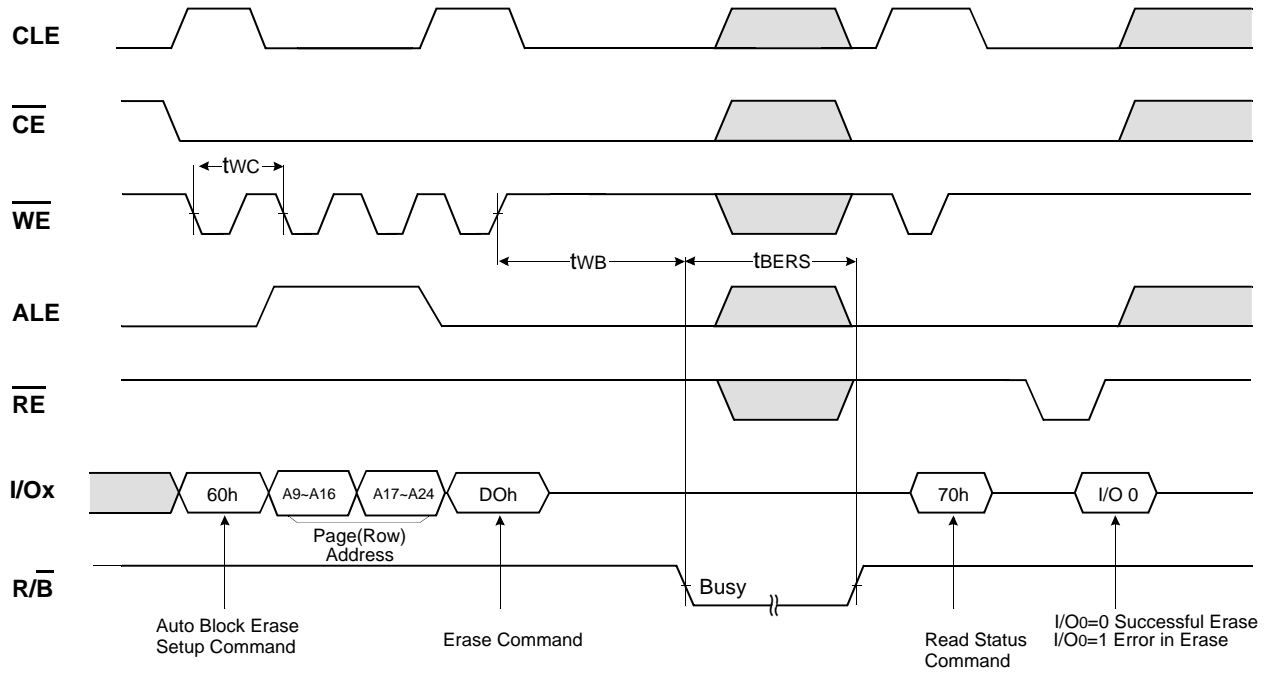 CLE
CE
tWC
WE
tWB
tBERS
ALE
RE
I/Ox
60h
A9~A16
A17~A24
DOh
70h
I/O 0
Page(Row)
Address
R/B
Busy
Auto Block Erase
Setup Command
Erase Command
Read Status
Command
I/O0=0 Successful Erase
I/O0=1 Error in Erase